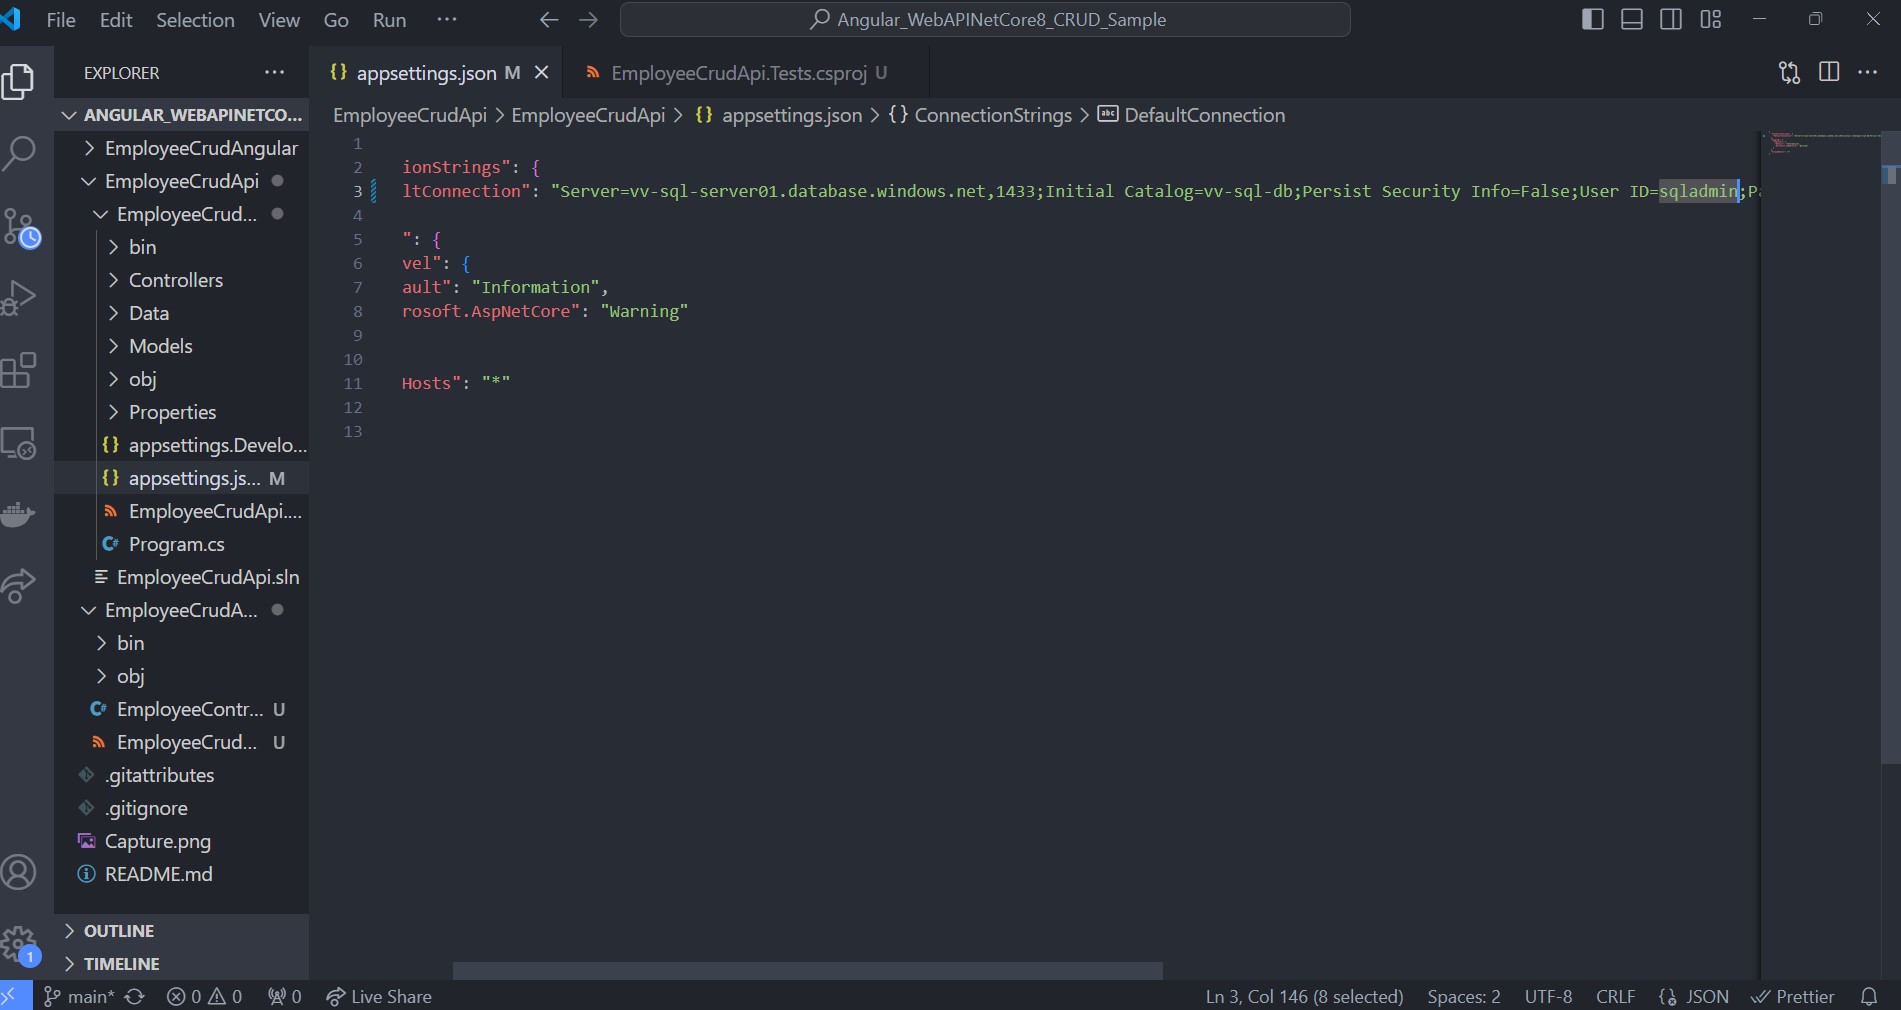 File Edit Selection View Go Run ···
Angular_WebAPINetCore8_CRUD_Sample
EXPLORER
ANGULAR_WEBAPINETCO...
EmployeeCrudAngular
EmployeeCrudApi
EmployeeCrud...
bin
Controllers
Data
Models
obj
Properties
{} appsettings.Develo...
{} appsettings.js... M
EmployeeCrudApi....
C# Program.cs
EmployeeCrudApi.sln
EmployeeCrudA...
bin
obj
C# EmployeeContr... U
EmployeeCrud... U
.gitattributes
.gitignore
Capture.png
README.md
OUTLINE
TIMELINE
{} appsettings.json M
EmployeeCrudApi.Tests.csproj U
EmployeeCrudApi > EmployeeCrudApi > {} appsettings.json > {} ConnectionStrings > abc DefaultConnection
1
2 ionStrings": {
3 ltConnection": "Server=vv-sql-server01.database.windows.net,1433;Initial Catalog=vv-sql-db;Persist Security Info=False;User ID=sqladmin;Pa
4
5 ": {
6 vel": {
7 ault": "Information",
8 rosoft.AspNetCore": "Warning"
9
10
11 Hosts": "*"
12
13
1
main* 0 0 0 Live Share
Ln 3, Col 146 (8 selected) Spaces: 2 UTF-8 CRLF {} JSON Prettier